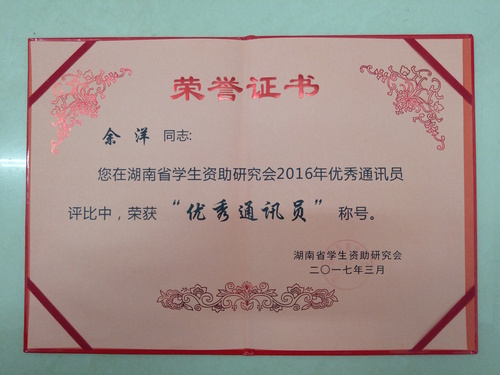 荣誉证书
余洋 同志:
您在湖南省学生资助研究会2016年优秀通讯员
评比中，荣获“优秀通讯员”称号。
湖南省学生资助研究会
二〇一七年三月